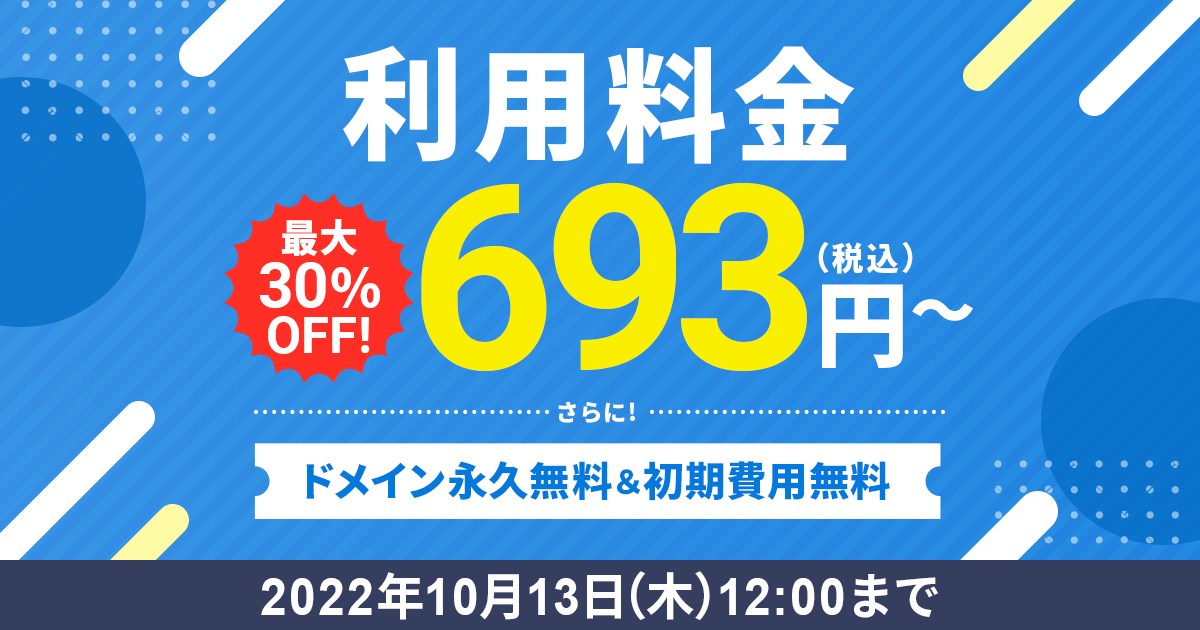 利用料金
最大
30%
OFF!
693
(税込)
円〜
さらに!
ドメイン永久無料&初期費用無料
2022年10月13日(木)12:00まで